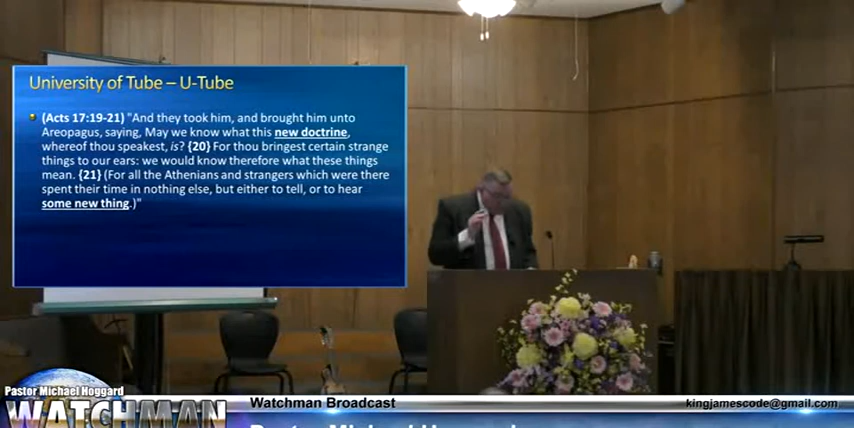 University of Tube – U-Tube
(Acts 17:19-21) "And they took him, and brought him unto
Areopagus, saying, May we know what this new doctrine,
whereof thou speakest, is? {20} For thou bringest certain strange
things to our ears: we would know therefore what these things
mean. {21} (For all the Athenians and strangers which were there
spent their time in nothing else, but either to tell, or to hear
some new thing.)"
Pastor Michael Hoggard
WATCHMAN
Watchman Broadcast
kingjamescode@gmail.com